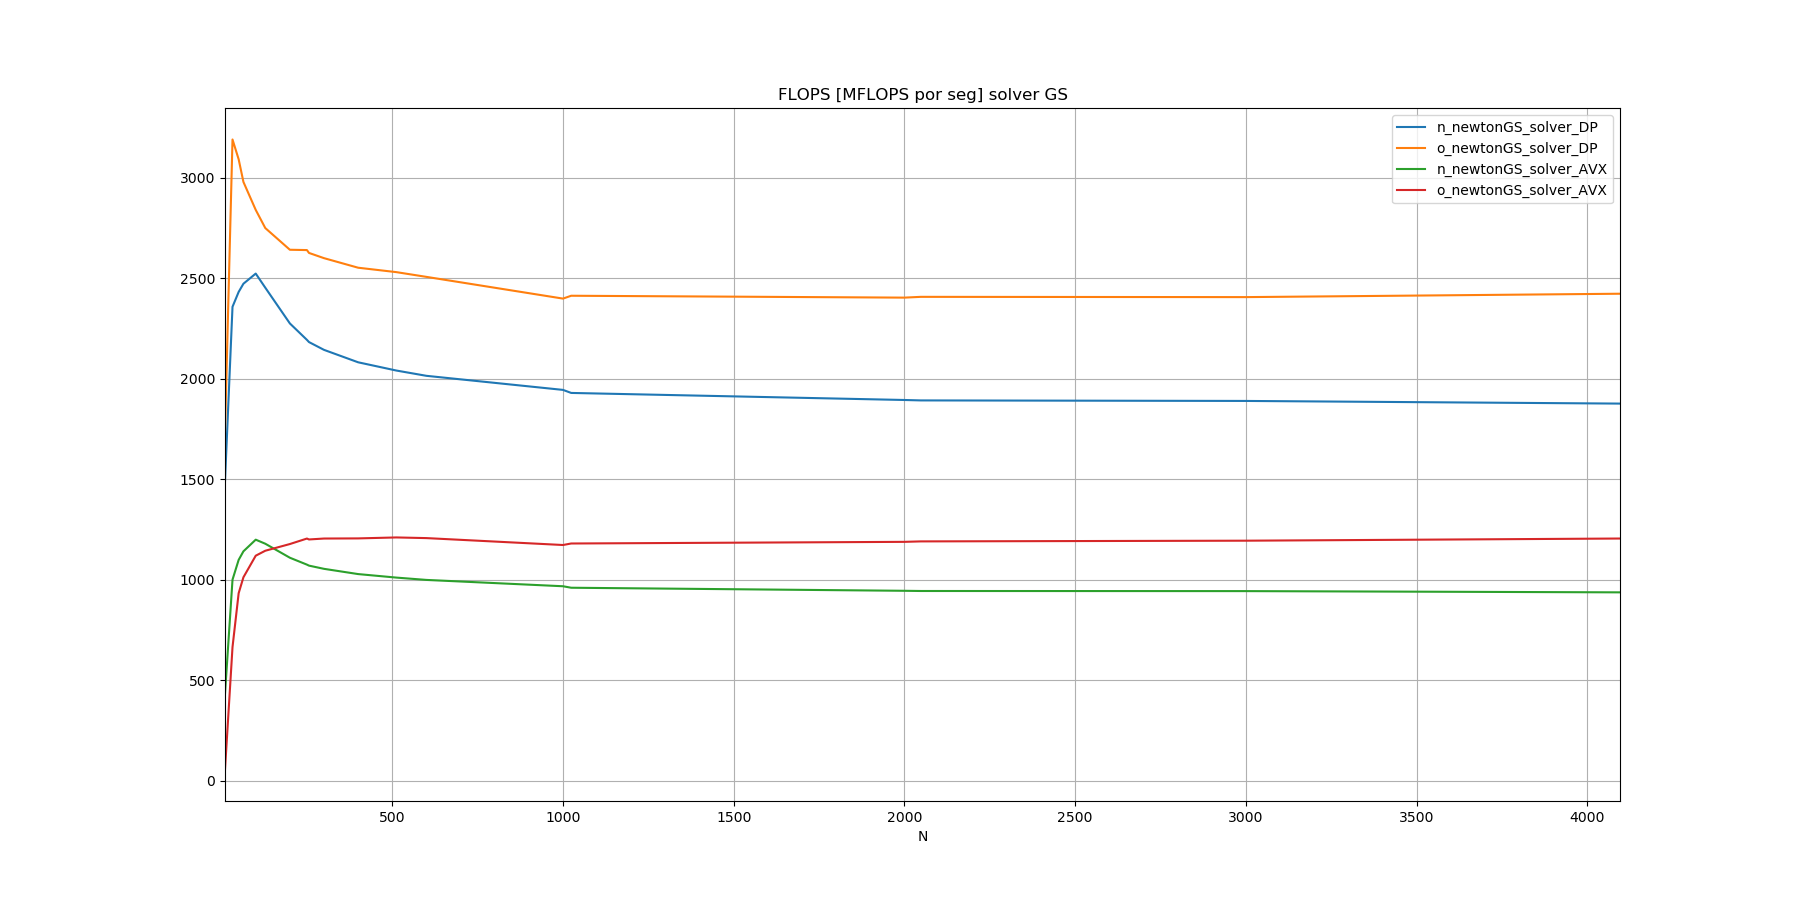 FLOPS [MFLOPS por seg] solver GS
n_newtonGS_solver_DP
o_newtonGS_solver_DP
n_newtonGS_solver_AVX
o_newtonGS_solver_AVX
3000
2500
2000
1500
1000
500
0
500 1000 1500 2000 2500 3000 3500 4000
N